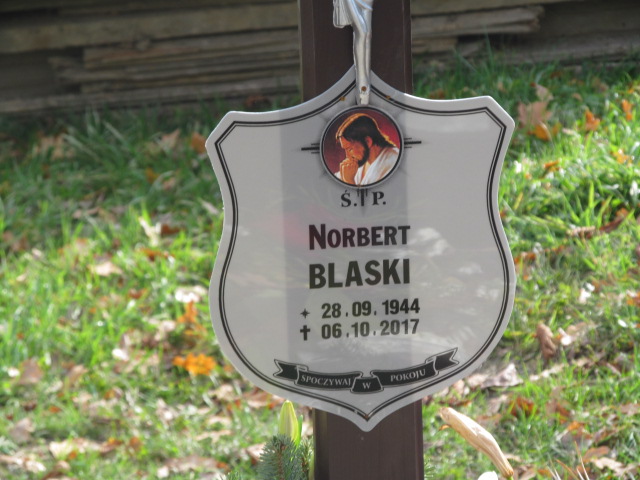 Ś.†P.
NORBERT
BLASKI
28.09.1944
06.10.2017
SPOCZYWAJ W POKOJU